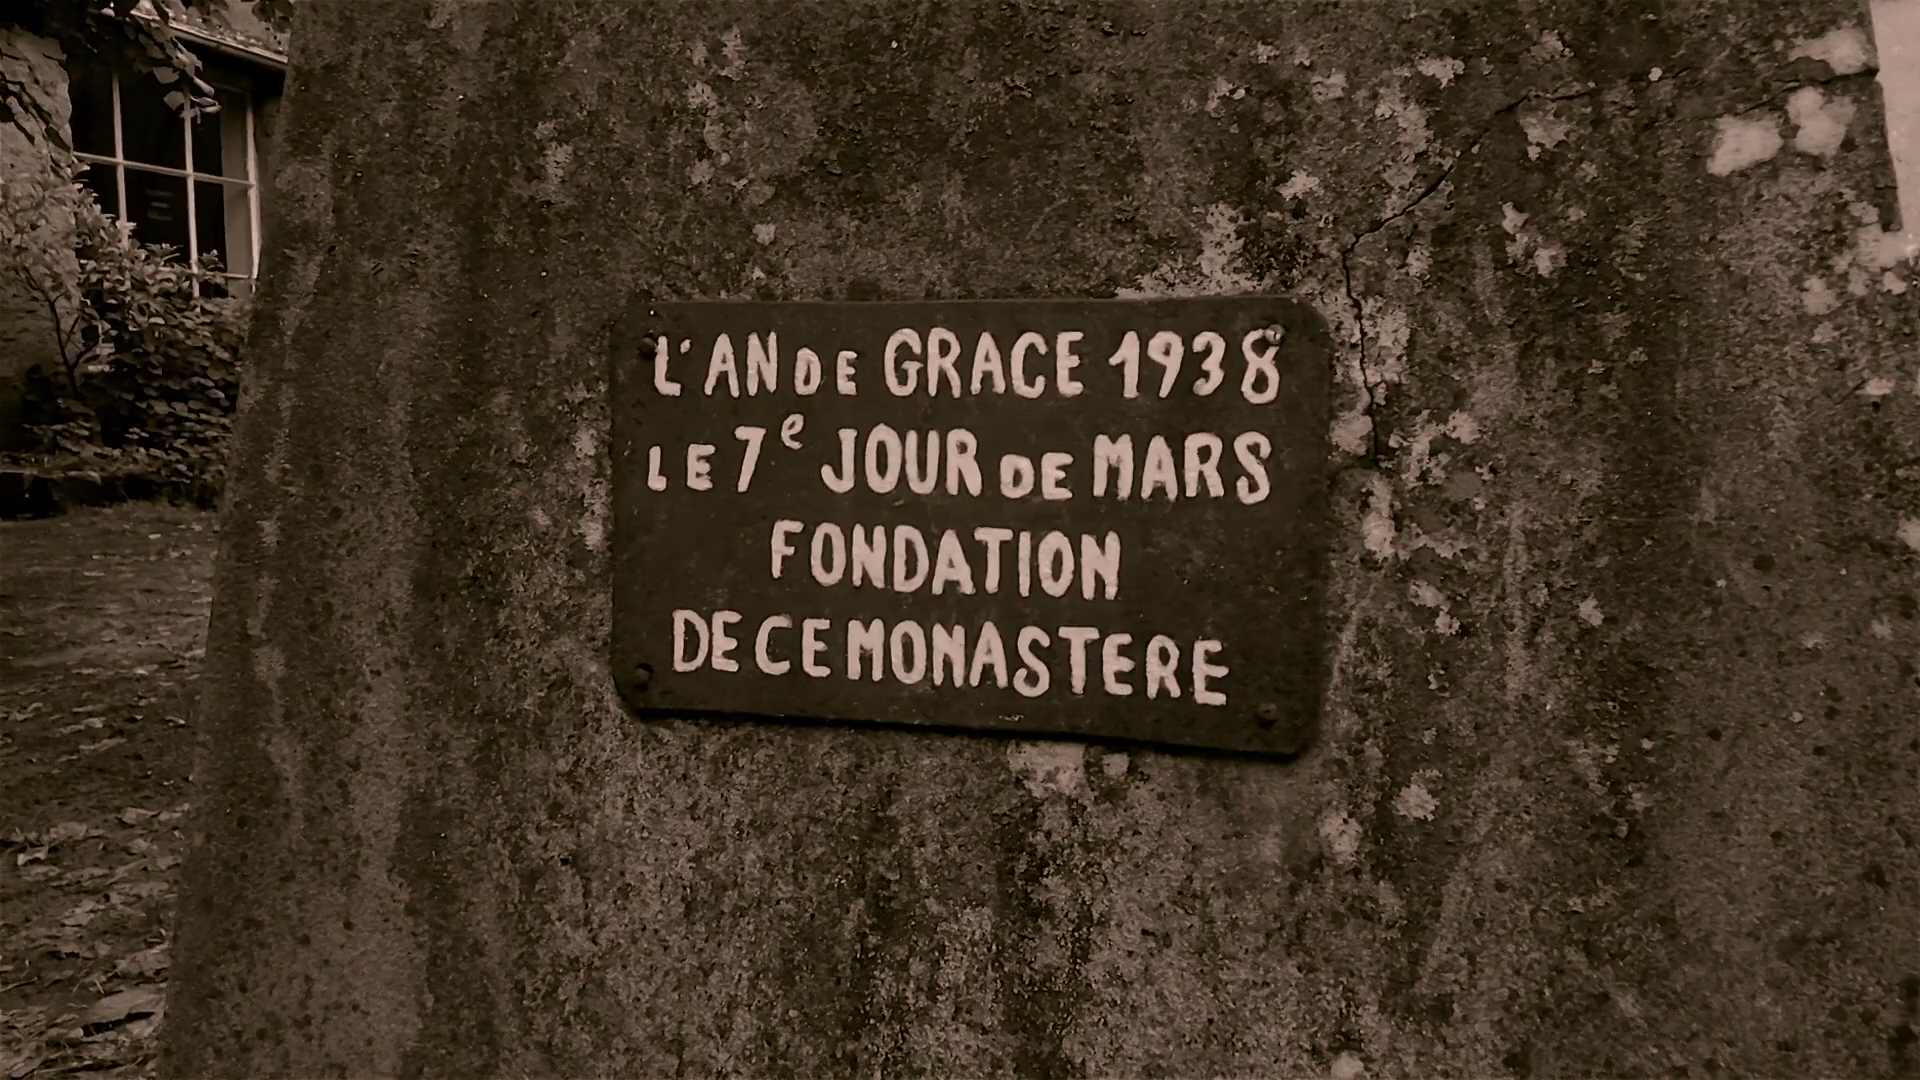 L'AN DE GRACE 1938
LE 7e JOUR DE MARS
FONDATION
DE CE MONASTERE